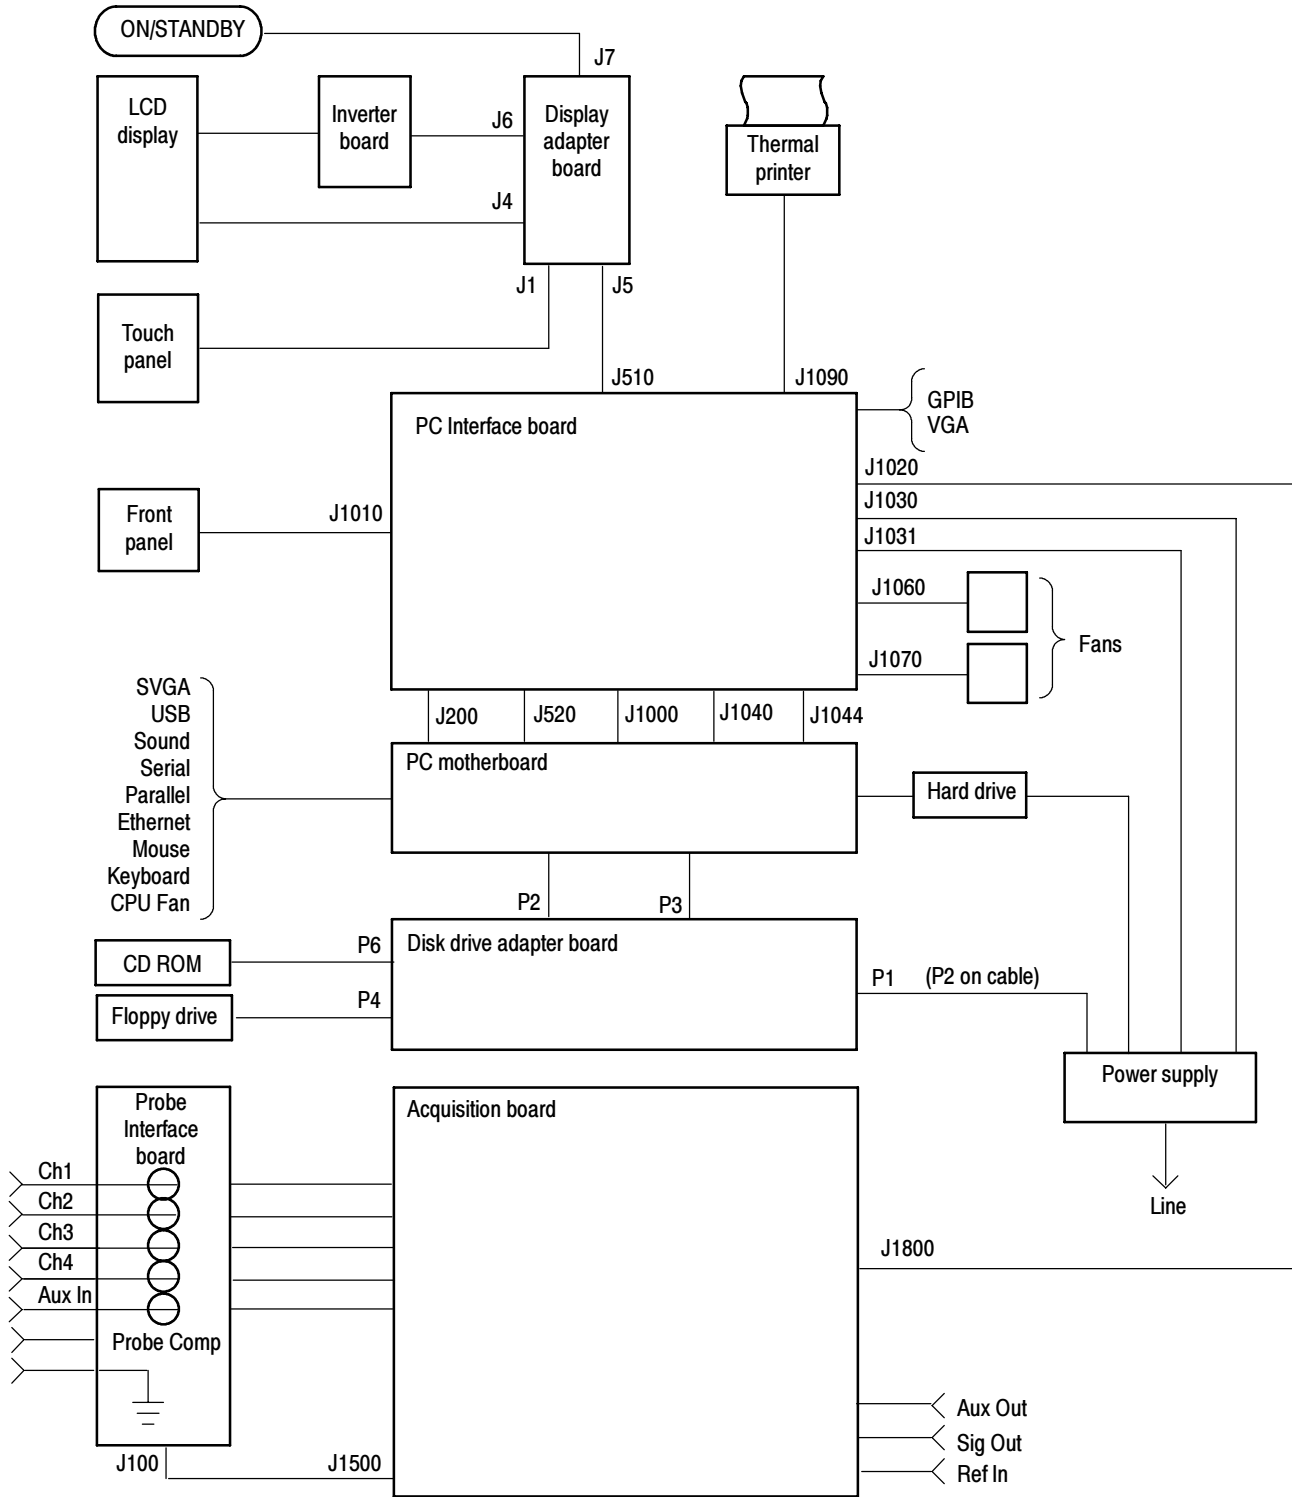 ON/STANDBY
J7
LCD
display
Inverter
board
J6
J4
Display
adapter
board
Thermal
printer
J1
J5
Touch
panel
J510
J1090
PC Interface board
GPIB
VGA
J1020
J1030
J1031
Front
panel
J1010
J1060
J1070
Fans
J200
J520
J1000
J1040
J1044
SVGA
USB
Sound
Serial
Parallel
Ethernet
Mouse
Keyboard
CPU Fan
PC motherboard
Hard drive
P2
P3
CD ROM
P6
Disk drive adapter board
Floppy drive
P4
P1
(P2 on cable)
Power supply
Line
Probe
Interface
board
Acquisition board
Ch1
Ch2
Ch3
Ch4
Aux In
Probe Comp
J1800
Aux Out
Sig Out
Ref In
J100
J1500